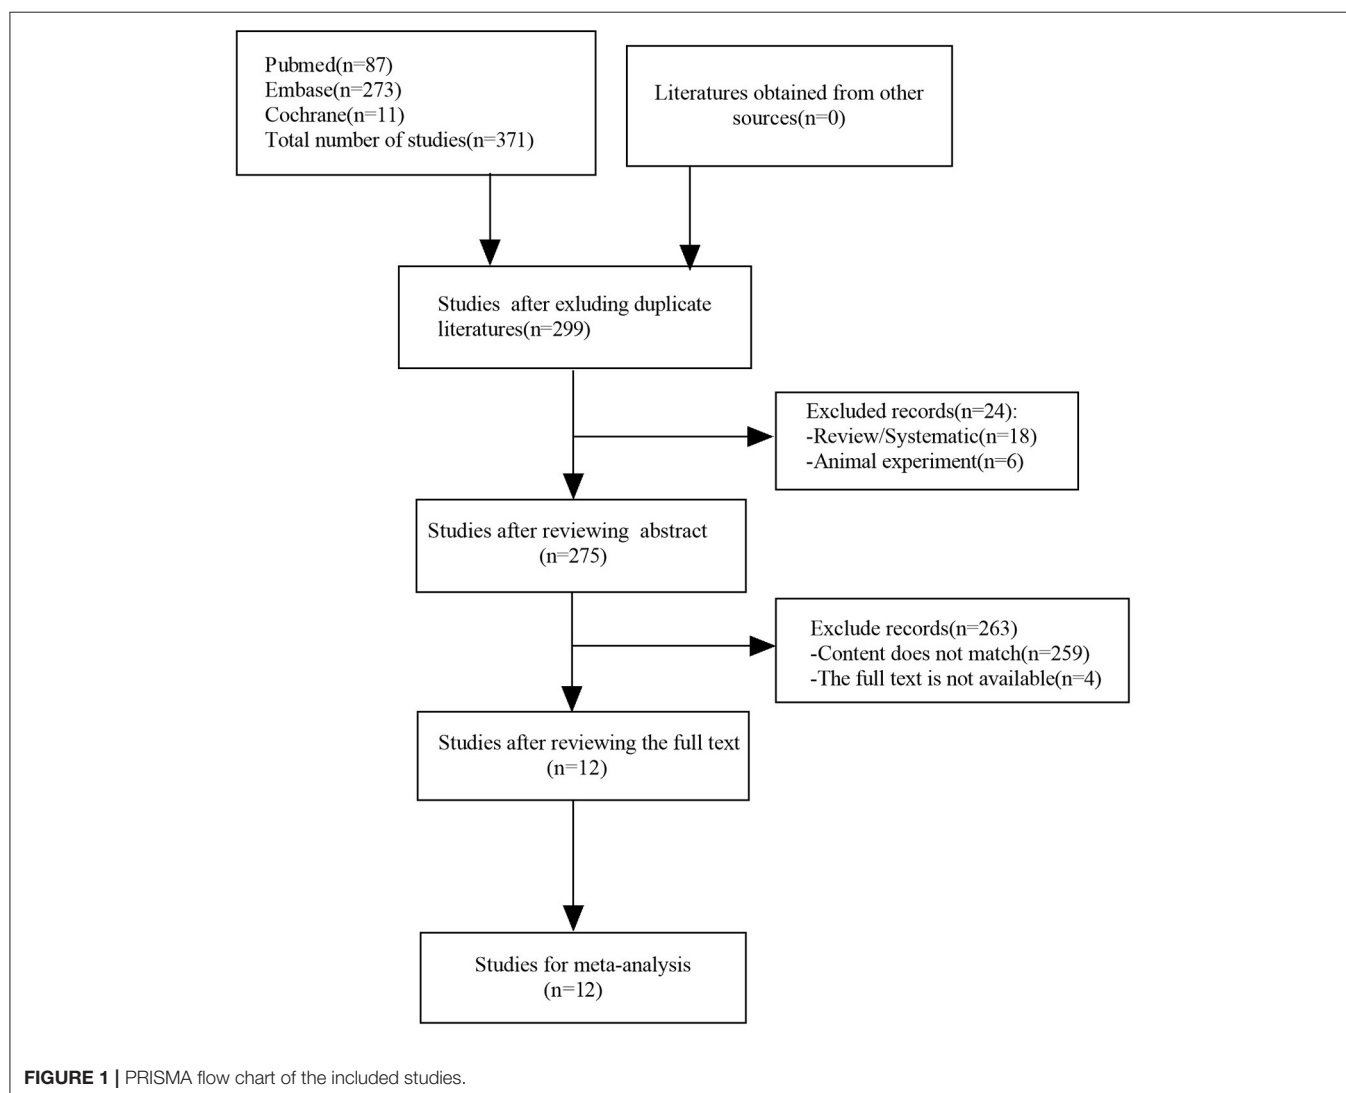 Pubmed(n=87)
Embase(n=273)
Cochrane(n=11)
Total number of studies(n=371)
Literatures obtained from other
sources(n=0)
Studies after exluding duplicate
literatures(n=299)
Excluded records(n=24):
-Review/Systematic(n=18)
-Animal experiment(n=6)
Studies after reviewing abstract
(n=275)
Exclude records(n=263)
-Content does not match(n=259)
-The full text is not available(n=4)
Studies after reviewing the full text
(n=12)
Studies for meta-analysis
(n=12)
FIGURE 1 | PRISMA flow chart of the included studies.